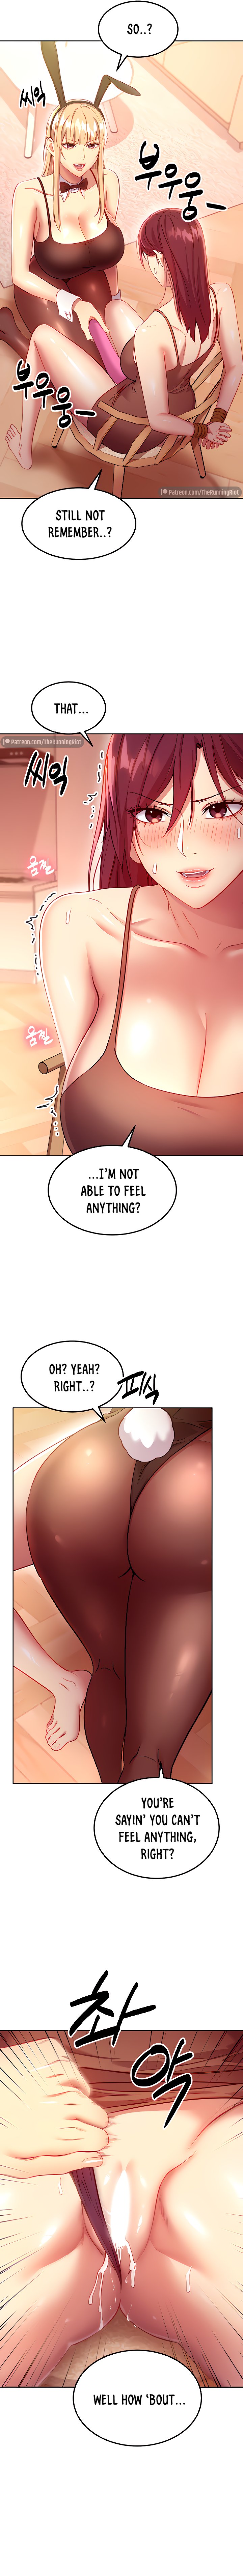 SO..?
씨익
부우웅-
부우웅-
Patreon.com/TheRunningRiot
STILL NOT
REMEMBER..?
THAT...
Patreon.com/TheRunningRiot
씨익
움찔
움찔
...I'M NOT
ABLE TO FEEL
ANYTHING?
OH? YEAH?
RIGHT..?
피식
YOU'RE
SAYIN' YOU CAN'T
FEEL ANYTHING,
RIGHT?
촤
악
WELL HOW 'BOUT...